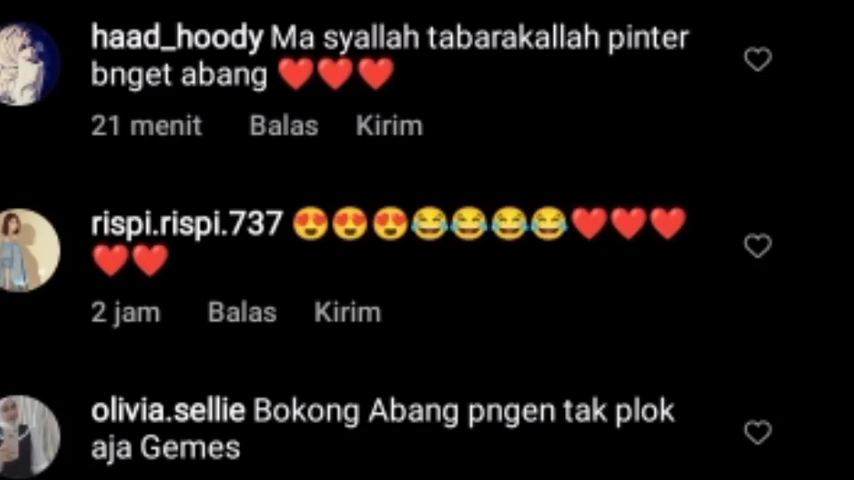 haad_hoody Ma syallah tabarakallah pinter
bnget abang ❤️❤️❤️
21 menit Balas Kirim
rispi.rispi.737 😍😍😍😂😂😂😂❤️❤️❤️
❤️❤️
2 jam Balas Kirim
olivia.sellie Bokong Abang pngen tak plok
aja Gemes